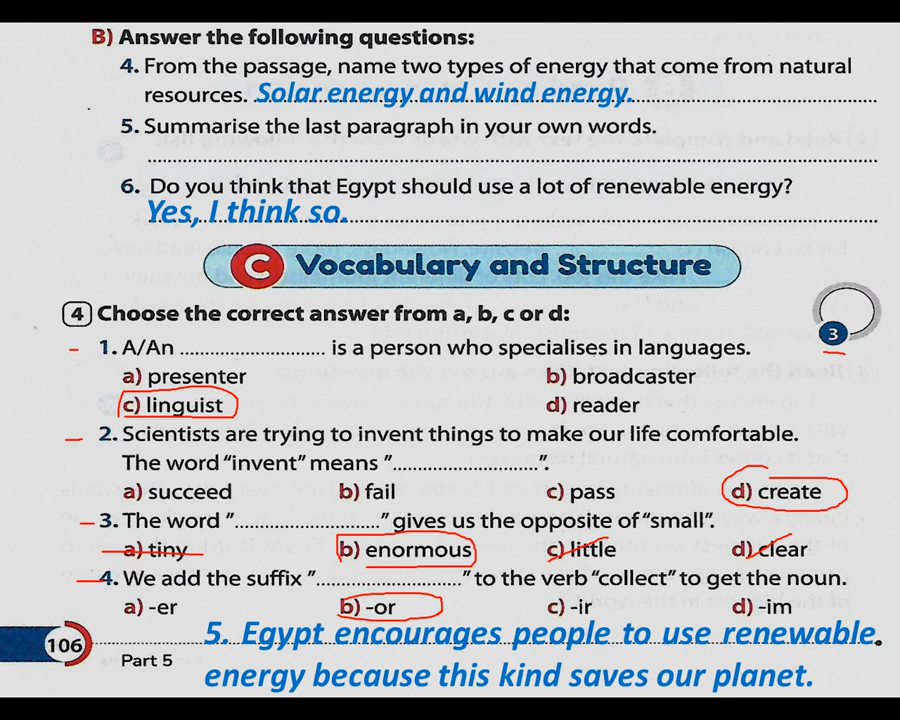 B) Answer the following questions:
4. From the passage, name two types of energy that come from natural
resources. Solar energy and wind energy.
5. Summarise the last paragraph in your own words.
6. Do you think that Egypt should use a lot of renewable energy?
Yes, I think so.
C Vocabulary and Structure
4 Choose the correct answer from a, b, c or d:
3
1. A/An .............................. is a person who specialises in languages.
a) presenter b) broadcaster
c) linguist d) reader
2. Scientists are trying to invent things to make our life comfortable.
The word "invent" means "..............................".
a) succeed b) fail c) pass d) create
3. The word ".............................." gives us the opposite of "small".
a) tiny b) enormous c) little d) clear
4. We add the suffix ".............................." to the verb "collect" to get the noun.
a) -er b) -or c) -ir d) -im
5. Egypt encourages people to use renewable.
106 Part 5
energy because this kind saves our planet.